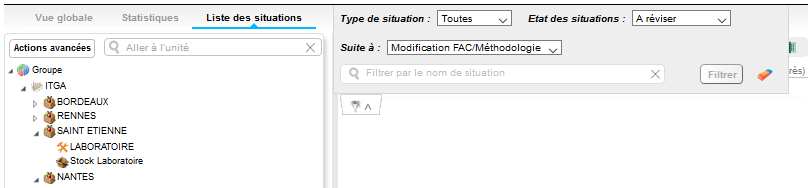 Vue globale Statistiques Liste des situations
Actions avancées Aller à l'unité
Groupe
ITGA
BORDEAUX
RENNES
SAINT ETIENNE
LABORATOIRE
Stock Laboratoire
NANTES
Type de situation : Toutes Etat des situations : A réviser
Suite à : Modification FAC/Méthodologie
Filtrer par le nom de situation Filtrer